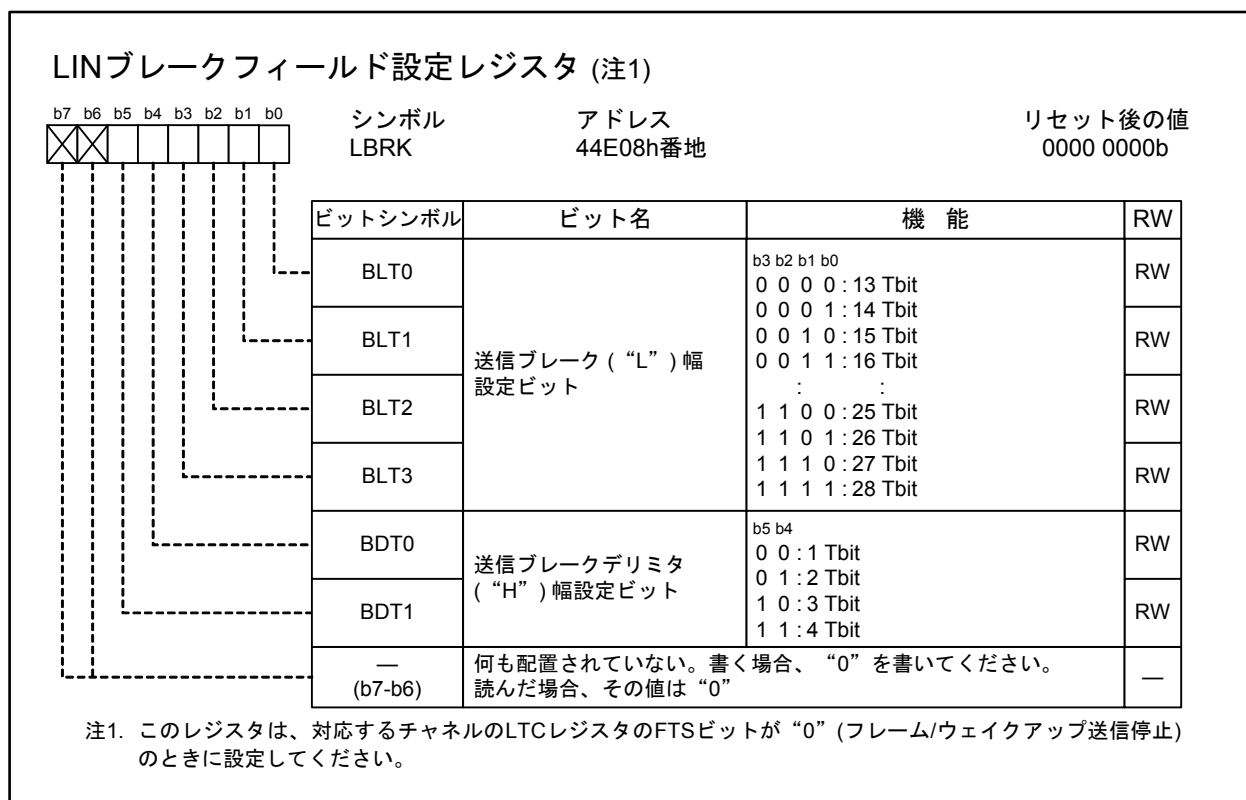 LINブレークフィールド設定レジスタ (注1)
b7 b6 b5 b4 b3 b2 b1 b0
シンボル アドレス リセット後の値
LBRK 44E08h番地 0000 0000b
ビットシンボル ビット名 機 能 RW
BLT0 RW
BLT1 RW
BLT2 RW
BLT3 RW
送信ブレーク (“L”) 幅
設定ビット
b3 b2 b1 b0
0 0 0 0 : 13 Tbit
0 0 0 1 : 14 Tbit
0 0 1 0 : 15 Tbit
0 0 1 1 : 16 Tbit
: :
1 1 0 0 : 25 Tbit
1 1 0 1 : 26 Tbit
1 1 1 0 : 27 Tbit
1 1 1 1 : 28 Tbit
BDT0 RW
BDT1 RW
送信ブレークデリミタ
(“H”) 幅設定ビット
b5 b4
0 0 : 1 Tbit
0 1 : 2 Tbit
1 0 : 3 Tbit
1 1 : 4 Tbit
— 何も配置されていない。書く場合、“0”を書いてください。 —
(b7-b6) 読んだ場合、その値は“0”
注1. このレジスタは、対応するチャネルのLTCレジスタのFTSビットが“0”(フレーム/ウェイクアップ送信停止)
のときに設定してください。